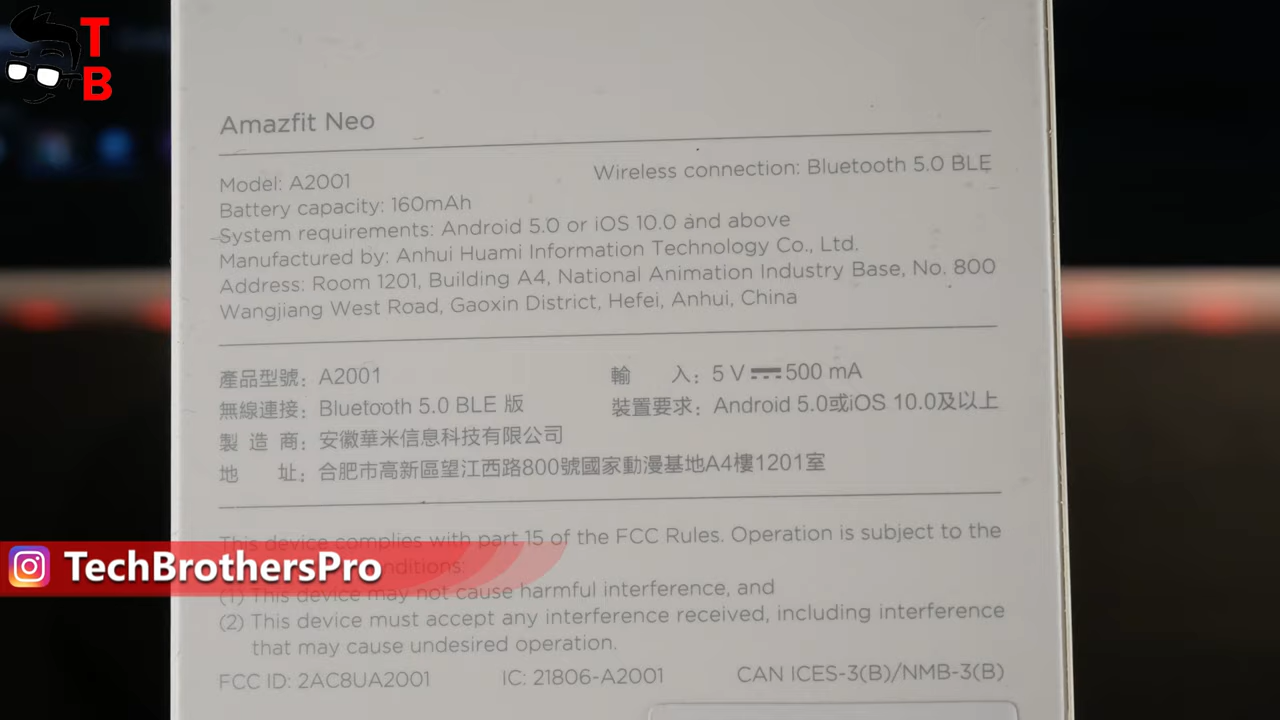 TB
Amazfit Neo
Model: A2001
Wireless connection: Bluetooth 5.0 BLE
Battery capacity: 160mAh
System requirements: Android 5.0 or iOS 10.0 and above
Manufactured by: Anhui Huami Information Technology Co., Ltd.
Address: Room 1201, Building A4, National Animation Industry Base, No. 800
Wangjiang West Road, Gaoxin District, Hefei, Anhui, China
產品型號: A2001
輸 入: 5 V⎓500 mA
無線連接: Bluetooth 5.0 BLE 版
裝置要求: Android 5.0或iOS 10.0及以上
製 造 商: 安徽華米信息科技有限公司
地 址: 合肥市高新區望江西路800號國家動漫基地A4樓1201室
This device complies with part 15 of the FCC Rules. Operation is subject to the
conditions:
TechBrothersPro
(1) This device may not cause harmful interference, and
(2) This device must accept any interference received, including interference
that may cause undesired operation.
FCC ID: 2AC8UA2001
IC: 21806-A2001
CAN ICES-3(B)/NMB-3(B)